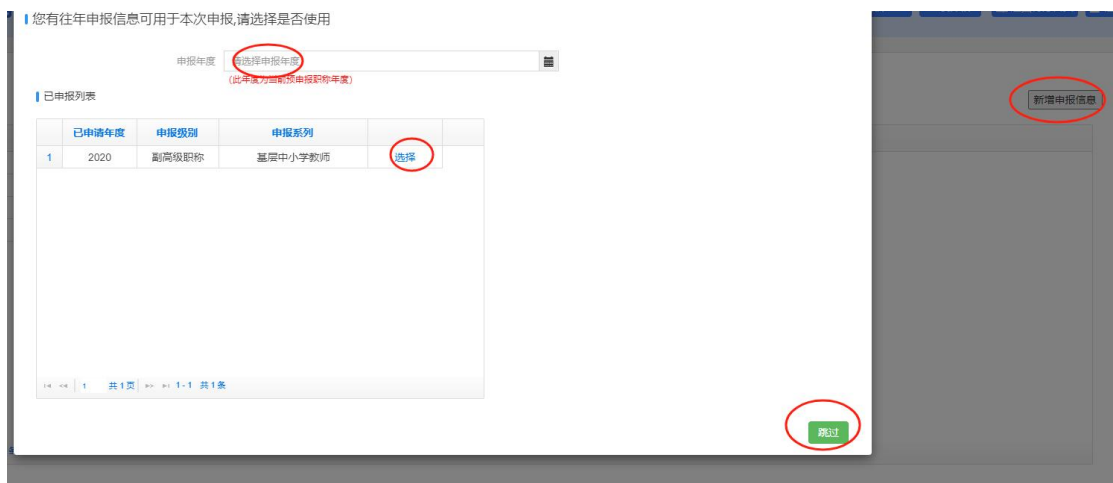 您有往年申报信息可用于本次申报,请选择是否使用
申报年度 请选择申报年度
(此年度为当前预申报职称年度)
已申报列表
新增申报信息
已申请年度 申报级别 申报系列
1 2020 副高级职称 基层中小学教师 选择
1 共1页 1-1 共1条
跳过